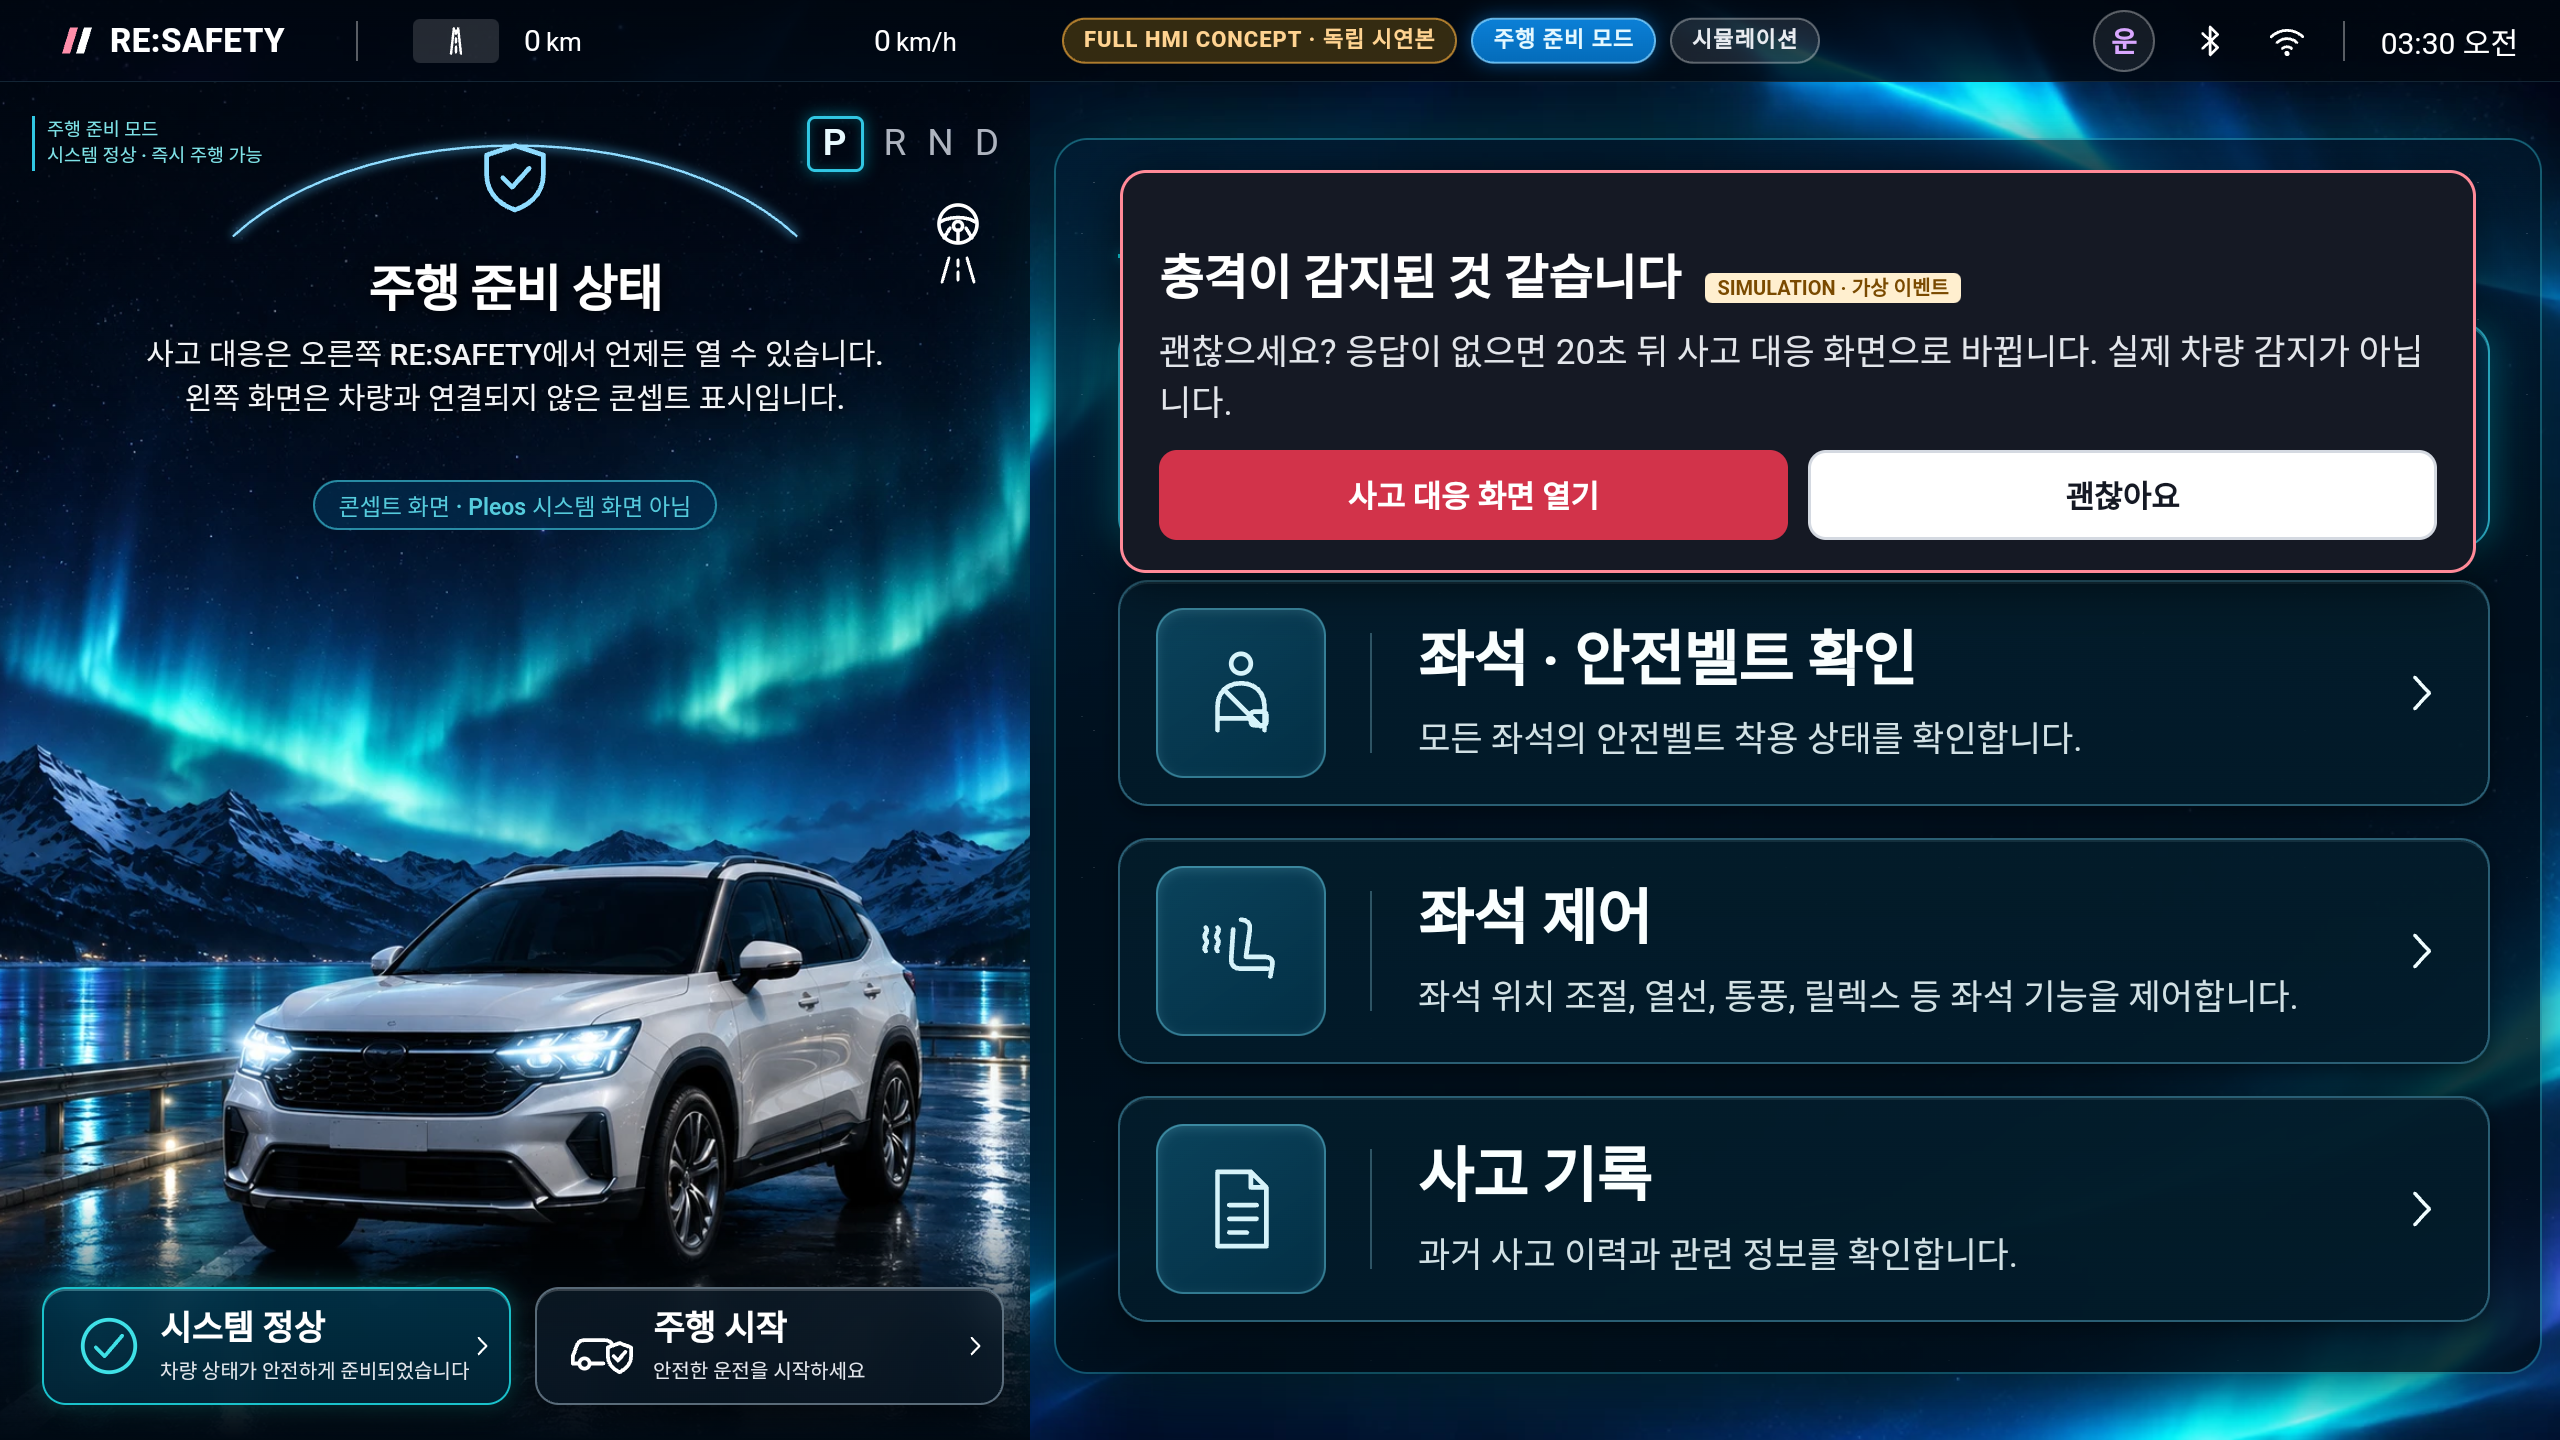 RE:SAFETY
0 km
0 km/h
FULL HMI CONCEPT · 독립 시연본
주행 준비 모드
시뮬레이션
운
03:30 오전
주행 준비 모드
시스템 정상 · 즉시 주행 가능
P R N D
주행 준비 상태
사고 대응은 오른쪽 RE:SAFETY에서 언제든 열 수 있습니다.
왼쪽 화면은 차량과 연결되지 않은 콘셉트 표시입니다.
콘셉트 화면 · Pleos 시스템 화면 아님
시스템 정상
차량 상태가 안전하게 준비되었습니다
주행 시작
안전한 운전을 시작하세요
충격이 감지된 것 같습니다
SIMULATION · 가상 이벤트
괜찮으세요? 응답이 없으면 20초 뒤 사고 대응 화면으로 바뀝니다. 실제 차량 감지가 아닙
니다.
사고 대응 화면 열기
괜찮아요
좌석 · 안전벨트 확인
모든 좌석의 안전벨트 착용 상태를 확인합니다.
좌석 제어
좌석 위치 조절, 열선, 통풍, 릴렉스 등 좌석 기능을 제어합니다.
사고 기록
과거 사고 이력과 관련 정보를 확인합니다.